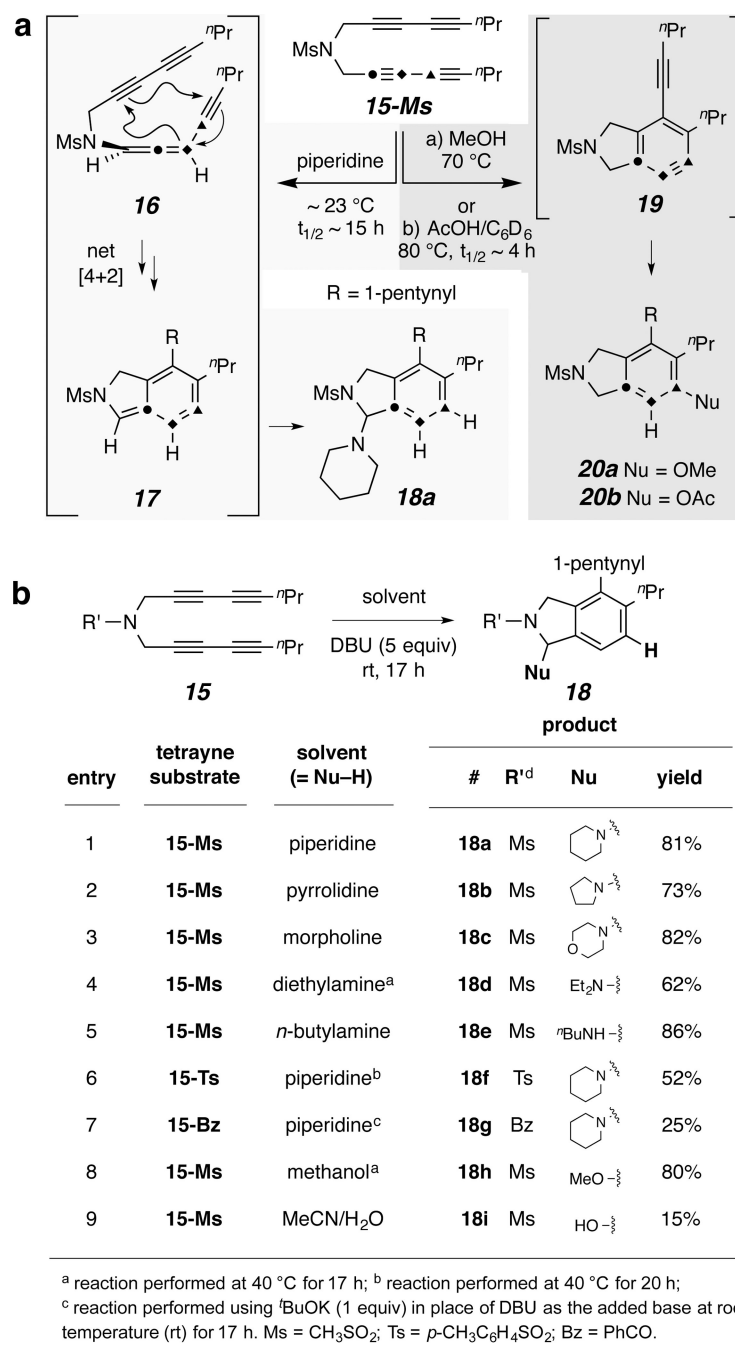 a
nPr
nPr
MsN
H
H
16
net
[4+2]
R
nPr
MsN
H
H
17
MsN
nPr
nPr
15-Ms
piperidine
~ 23 °C
t1/2 ~ 15 h
a) MeOH
70 °C
or
b) AcOH/C6D6
80 °C, t1/2 ~ 4 h
R = 1-pentynyl
R
nPr
MsN
H
H
N
18a
nPr
nPr
MsN
19
R
nPr
MsN
Nu
H
20a Nu = OMe
20b Nu = OAc
b
R'–N
nPr
nPr
15
solvent
DBU (5 equiv)
rt, 17 h
1-pentynyl
nPr
R'–N
H
Nu
18
product
entry tetrayne substrate solvent (= Nu–H) # R'd Nu yield
1 15-Ms piperidine 18a Ms N 81%
2 15-Ms pyrrolidine 18b Ms N 73%
3 15-Ms morpholine 18c Ms N O 82%
4 15-Ms diethylaminea 18d Ms Et2N 62%
5 15-Ms n-butylamine 18e Ms nBuNH 86%
6 15-Ts piperidineb 18f Ts N 52%
7 15-Bz piperidinec 18g Bz N 25%
8 15-Ms methanola 18h Ms MeO 80%
9 15-Ms MeCN/H2O 18i Ms HO 15%
a reaction performed at 40 °C for 17 h; b reaction performed at 40 °C for 20 h;
c reaction performed using tBuOK (1 equiv) in place of DBU as the added base at roo
temperature (rt) for 17 h. Ms = CH3SO2; Ts = p-CH3C6H4SO2; Bz = PhCO.